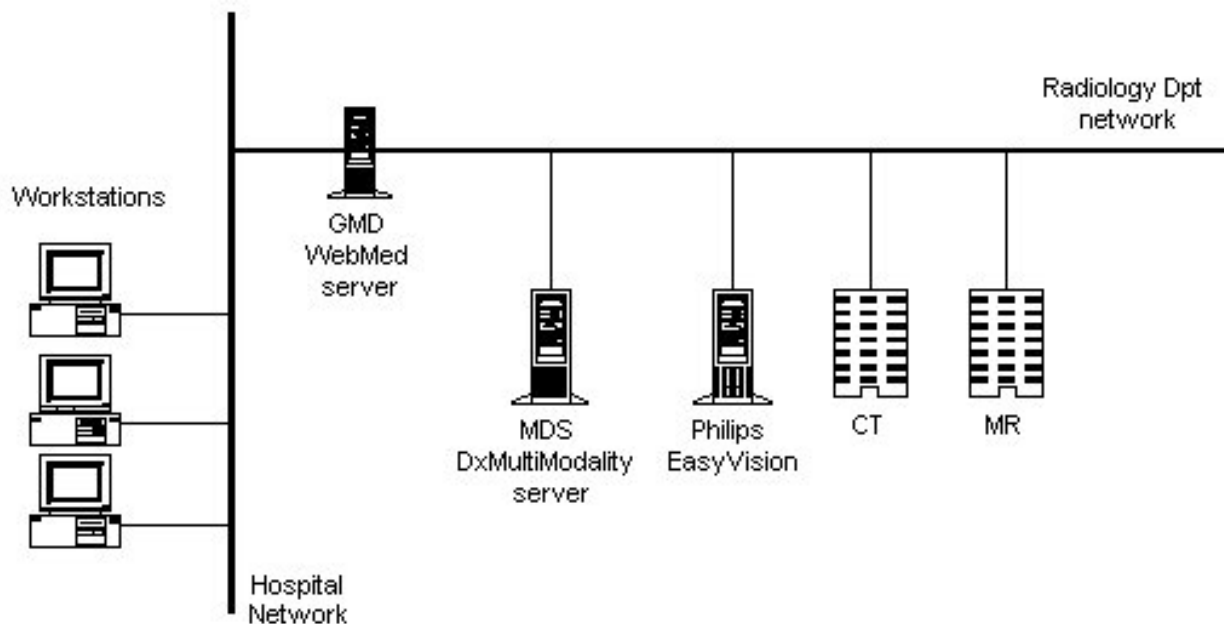 Radiology Dpt
network
Workstations
GMD
WebMed
server
MDS
DxMultiModality
server
Philips
EasyVision
CT
MR
Hospital
Network